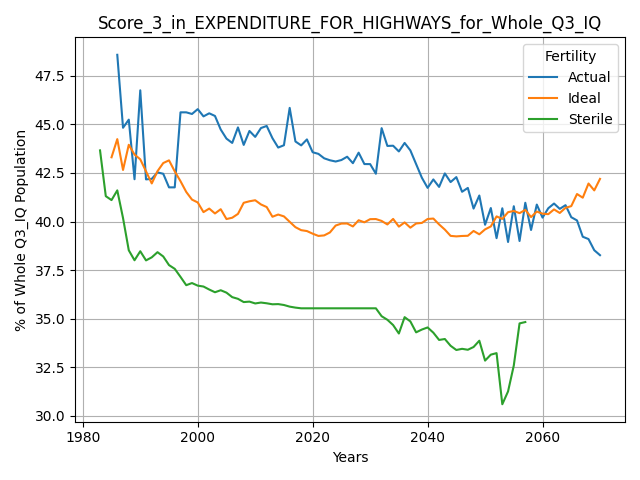 Score_3_in_EXPENDITURE_FOR_HIGHWAYS_for_Whole_Q3_IQ
Fertility
Actual
Ideal
Sterile
% of Whole Q3_IQ Population
47.5
45.0
42.5
40.0
37.5
35.0
32.5
30.0
1980
2000
2020
2040
2060
Years